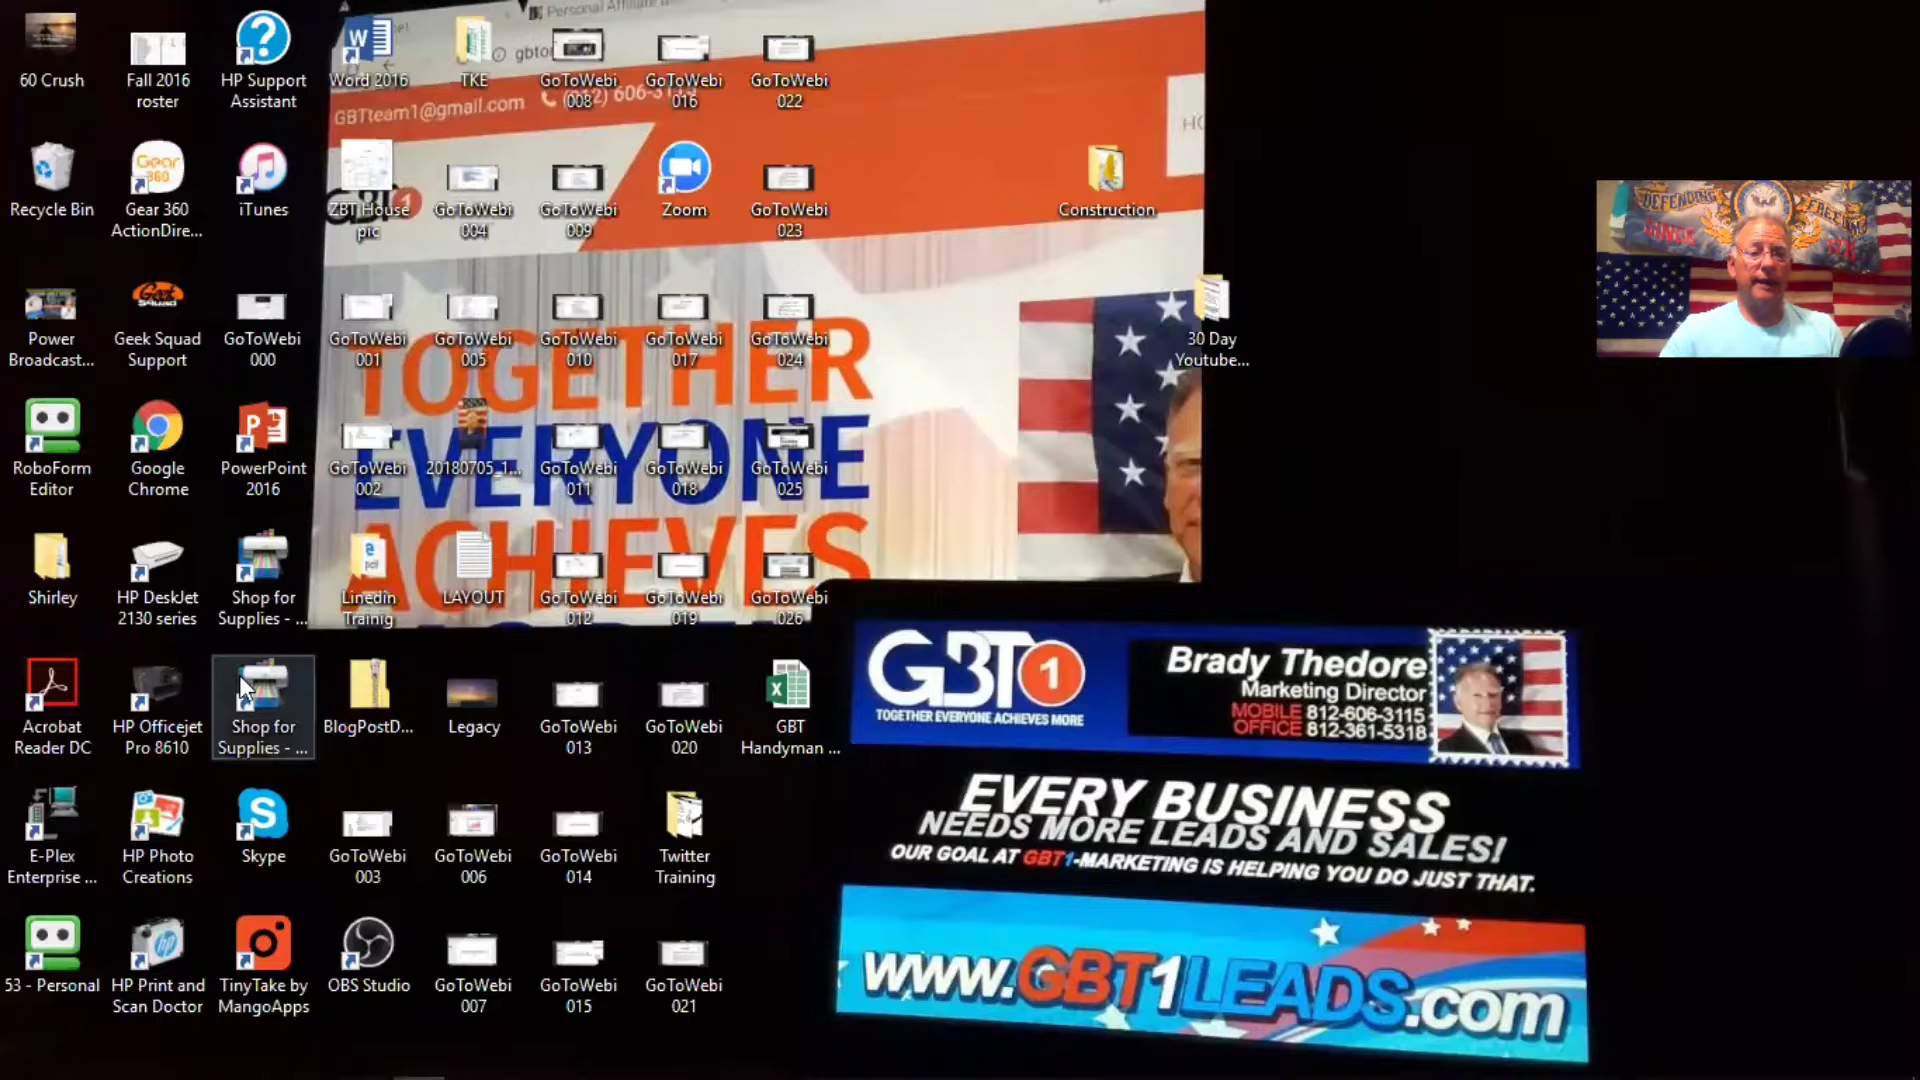 Personal Affiliate
GBTteam1@gmail.com
60 Crush
Fall 2016
roster
HP Support
Assistant
Word 2016
TKE
GoToWebi
008
GoToWebi
016
GoToWebi
022
Recycle Bin
Gear
360
Gear 360
ActionDire...
iTunes
ZBT House
pic
GoToWebi
004
GoToWebi
009
Zoom
GoToWebi
023
Construction
DEFENDING
FREEDOM
SINCE
Power
Broadcast...
Geek Squad
Support
GoToWebi
000
GoToWebi
001
GoToWebi
005
GoToWebi
010
GoToWebi
017
GoToWebi
024
30 Day
Youtube...
TOGETHER
EVERYONE
ACHIEVES
RoboForm
Editor
Google
Chrome
PowerPoint
2016
GoToWebi
002
20180705_1...
GoToWebi
011
GoToWebi
018
GoToWebi
025
Shirley
HP DeskJet
2130 series
Shop for
Supplies - ...
Linedin
Trainig
LAYOUT
GoToWebi
012
GoToWebi
019
GoToWebi
026
Acrobat
Reader DC
HP Officejet
Pro 8610
Shop for
Supplies - ...
BlogPostD...
Legacy
GoToWebi
013
GoToWebi
020
GBT
Handyman ...
E-Plex
Enterprise ...
HP Photo
Creations
Skype
GoToWebi
003
GoToWebi
006
GoToWebi
014
Twitter
Training
53 - Personal
HP Print and
Scan Doctor
TinyTake by
MangoApps
OBS Studio
GoToWebi
007
GoToWebi
015
GoToWebi
021
GBT1
TOGETHER EVERYONE ACHIEVES MORE
Brady Thedore
Marketing Director
MOBILE 812-606-3115
OFFICE 812-361-5318
EVERY BUSINESS
NEEDS MORE LEADS AND SALES!
OUR GOAL AT GBT1-MARKETING IS HELPING YOU DO JUST THAT.
www.GBT1LEADS.com